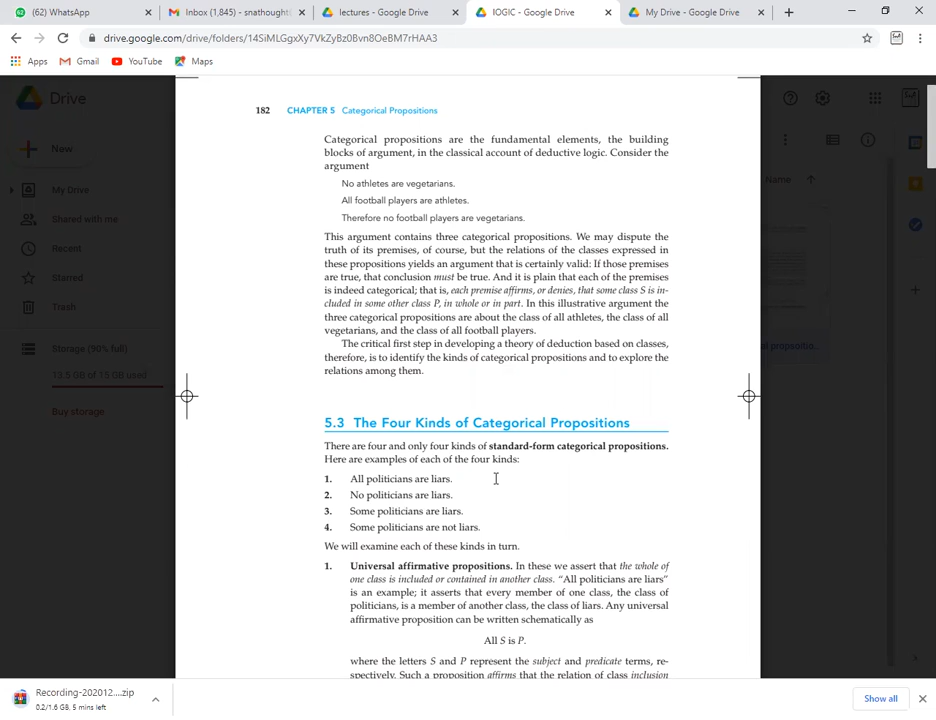 (62) WhatsApp
Inbox (1,845) - snathought(
lectures - Google Drive
lOGIC - Google Drive
My Drive - Google Drive
drive.google.com/drive/folders/14SiMLGgxXy7VkZyBz0Bvn8OeBM7rHAA3
Apps Gmail YouTube Maps
Drive
New
My Drive
Shared with me
Recent
Starred
Trash
Storage (90% full)
13.5 GB of 15 GB used
Buy storage
Name
182 CHAPTER 5 Categorical Propositions
Categorical propositions are the fundamental elements, the building
blocks of argument, in the classical account of deductive logic. Consider the
argument
No athletes are vegetarians.
All football players are athletes.
Therefore no football players are vegetarians.
This argument contains three categorical propositions. We may dispute the
truth of its premises, of course, but the relations of the classes expressed in
these propositions yields an argument that is certainly valid: If those premises
are true, that conclusion must be true. And it is plain that each of the premises
is indeed categorical; that is, each premise affirms, or denies, that some class S is in-
cluded in some other class P, in whole or in part. In this illustrative argument the
three categorical propositions are about the class of all athletes, the class of all
vegetarians, and the class of all football players.
The critical first step in developing a theory of deduction based on classes,
therefore, is to identify the kinds of categorical propositions and to explore the
relations among them.
5.3 The Four Kinds of Categorical Propositions
There are four and only four kinds of standard-form categorical propositions.
Here are examples of each of the four kinds:
1. All politicians are liars.
2. No politicians are liars.
3. Some politicians are liars.
4. Some politicians are not liars.
We will examine each of these kinds in turn.
1. Universal affirmative propositions. In these we assert that the whole of
one class is included or contained in another class. “All politicians are liars”
is an example; it asserts that every member of one class, the class of
politicians, is a member of another class, the class of liars. Any universal
affirmative proposition can be written schematically as
All S is P.
where the letters S and P represent the subject and predicate terms, re-
spectively. Such a proposition affirms that the relation of class inclusion
Recording-202012....zip
0.2/1.6 GB, 5 mins left
Show all